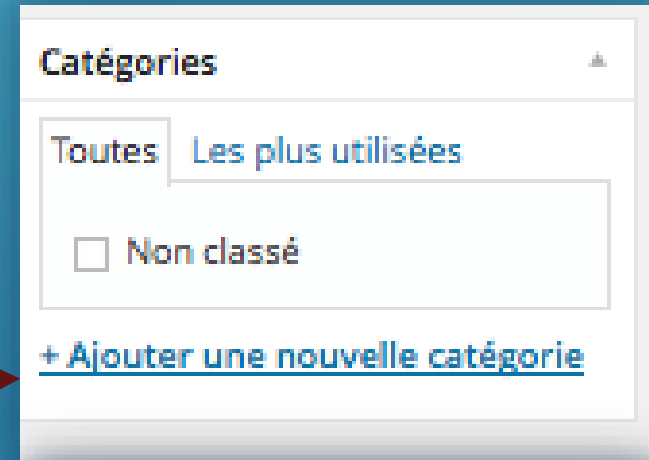 Catégories
Toutes Les plus utilisées
Non classé
+ Ajouter une nouvelle catégorie